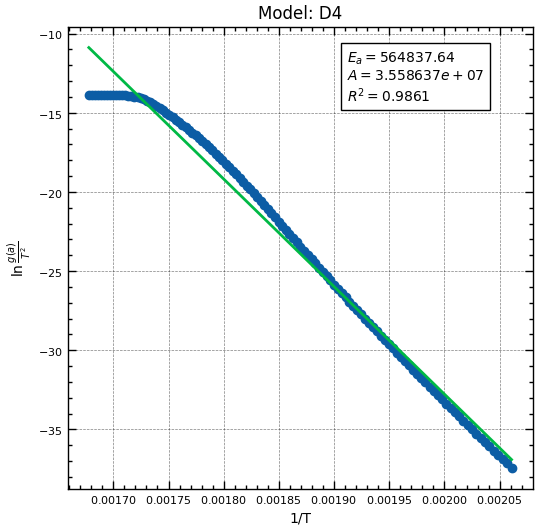 Model: D4
E_a = 564837.64
A = 3.558637e + 07
R^2 = 0.9861
ln g(a)/T^2
−10
−15
−20
−25
−30
−35
0.00170 0.00175 0.00180 0.00185 0.00190 0.00195 0.00200 0.00205
1/T